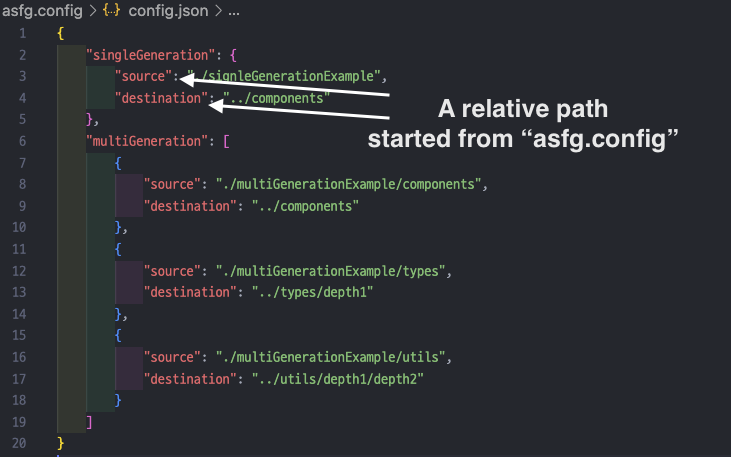 asfg.config > {..} config.json > ...
1 {
2 "singleGeneration": {
3 "source": "./signleGenerationExample",
4 "destination": "../components"
5 },
6 "multiGeneration": [
7 {
8 "source": "./multiGenerationExample/components",
9 "destination": "../components"
10 },
11 {
12 "source": "./multiGenerationExample/types",
13 "destination": "../types/depth1"
14 },
15 {
16 "source": "./multiGenerationExample/utils",
17 "destination": "../utils/depth1/depth2"
18 }
19 ]
20 }
A relative path
started from “asfg.config”